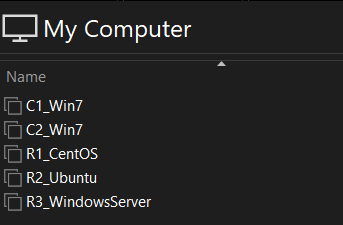 My Computer
Name
C1_Win7
C2_Win7
R1_CentOS
R2_Ubuntu
R3_WindowsServer